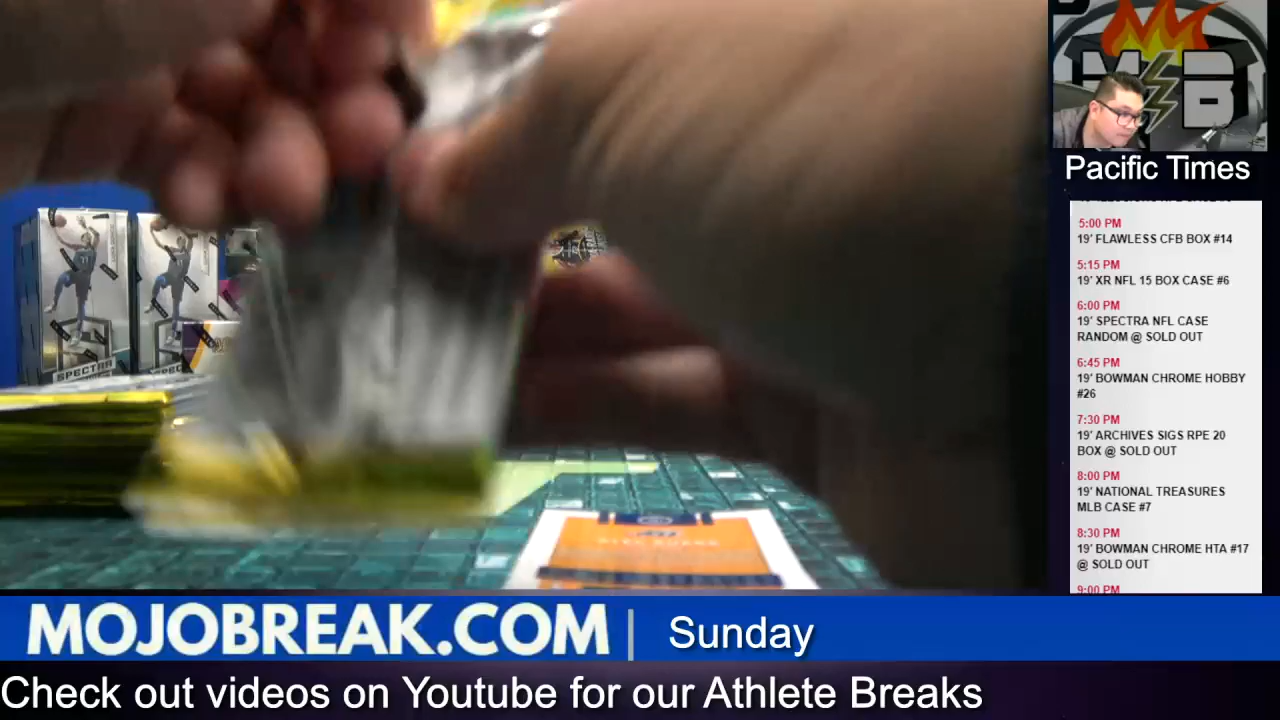 M B
Pacific Times
5:00 PM
19' FLAWLESS CFB BOX #14
5:15 PM
19' XR NFL 15 BOX CASE #6
6:00 PM
19' SPECTRA NFL CASE
RANDOM @ SOLD OUT
6:45 PM
19' BOWMAN CHROME HOBBY
#26
7:30 PM
19' ARCHIVES SIGS RPE 20
BOX @ SOLD OUT
8:00 PM
19' NATIONAL TREASURES
MLB CASE #7
8:30 PM
19' BOWMAN CHROME HTA #17
@ SOLD OUT
9:00 PM
SPECTRA
MOJOBREAK.COM | Sunday
Check out videos on Youtube for our Athlete Breaks